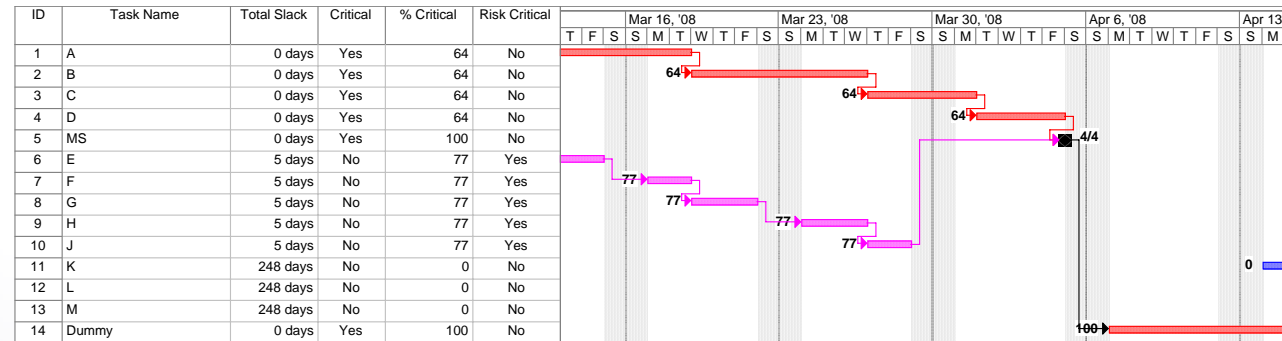 ID Task Name Total Slack Critical % Critical Risk Critical Mar 16, '08 Mar 23, '08 Mar 30, '08 Apr 6, '08 Apr 13
T F S S M T W T F S S M T W T F S S M T W T F S S M T W T F S S M
1 A 0 days Yes 64 No
2 B 0 days Yes 64 No 64
3 C 0 days Yes 64 No 64
4 D 0 days Yes 64 No 64
5 MS 0 days Yes 100 No 4/4
6 E 5 days No 77 Yes
7 F 5 days No 77 Yes 77
8 G 5 days No 77 Yes 77
9 H 5 days No 77 Yes 77
10 J 5 days No 77 Yes 77
11 K 248 days No 0 No 0
12 L 248 days No 0 No
13 M 248 days No 0 No
14 Dummy 0 days Yes 100 No 100